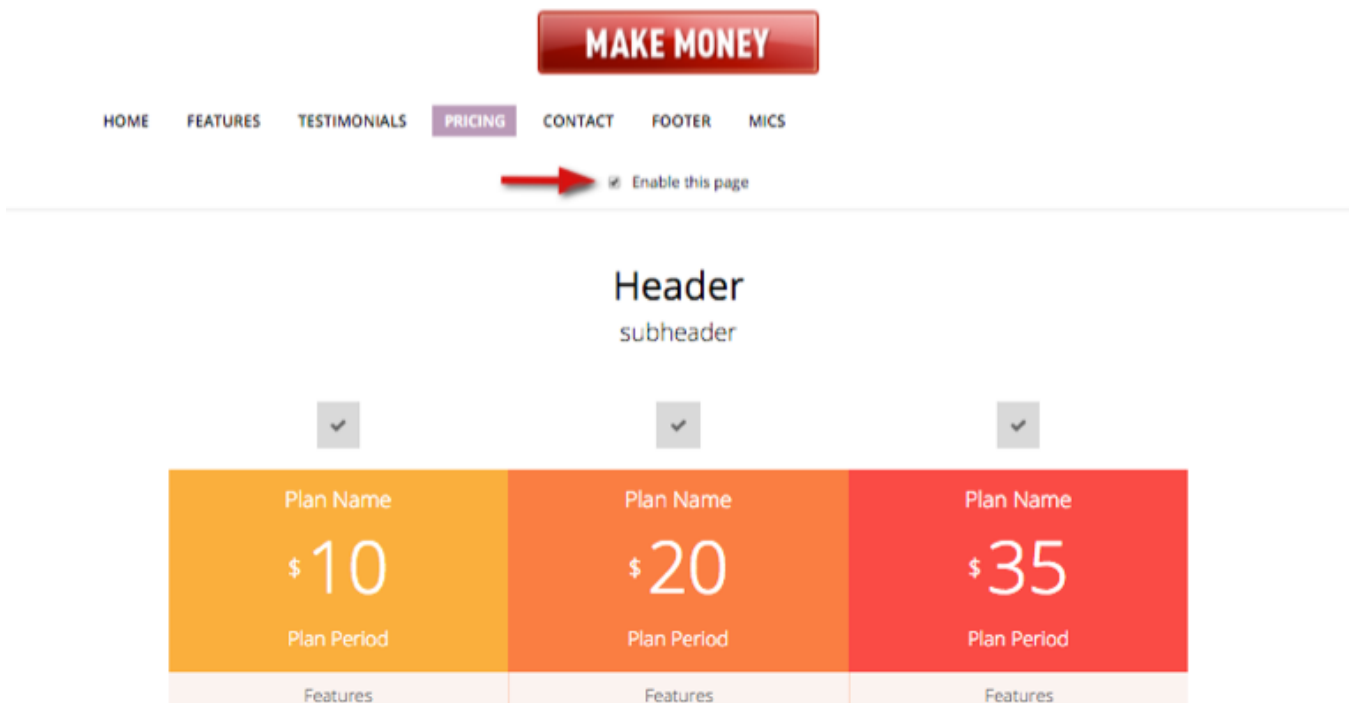 MAKE MONEY
HOME FEATURES TESTIMONIALS PRICING CONTACT FOOTER MICS
Enable this page
Header
subheader
Plan Name Plan Name Plan Name
$10 $20 $35
Plan Period Plan Period Plan Period
Features Features Features